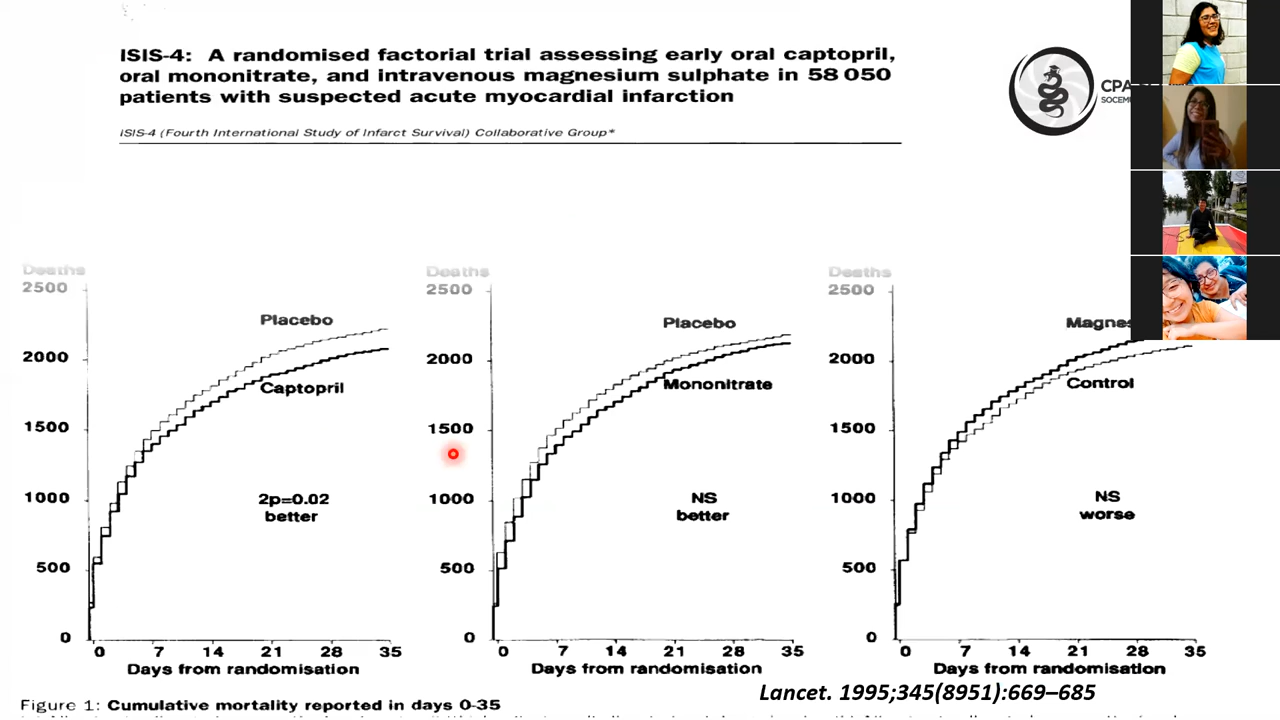 ISIS-4: A randomised factorial trial assessing early oral captopril,
oral mononitrate, and intravenous magnesium sulphate in 58 050
patients with suspected acute myocardial infarction
ISIS-4 (Fourth International Study of Infarct Survival) Collaborative Group*
CPA
Deaths
2500
2000
1500
1000
500
0
Placebo
Captopril
2p=0.02
better
0 7 14 21 28 35
Days from randomisation
Deaths
2500
2000
1500
1000
500
0
Placebo
Mononitrate
NS
better
0 7 14 21 28 35
Days from randomisation
Deaths
2500
2000
1500
1000
500
0
Magnes
Control
NS
worse
0 7 14 21 28 35
Days from randomisation
Lancet. 1995;345(8951):669–685
Figure 1: Cumulative mortality reported in days 0-35